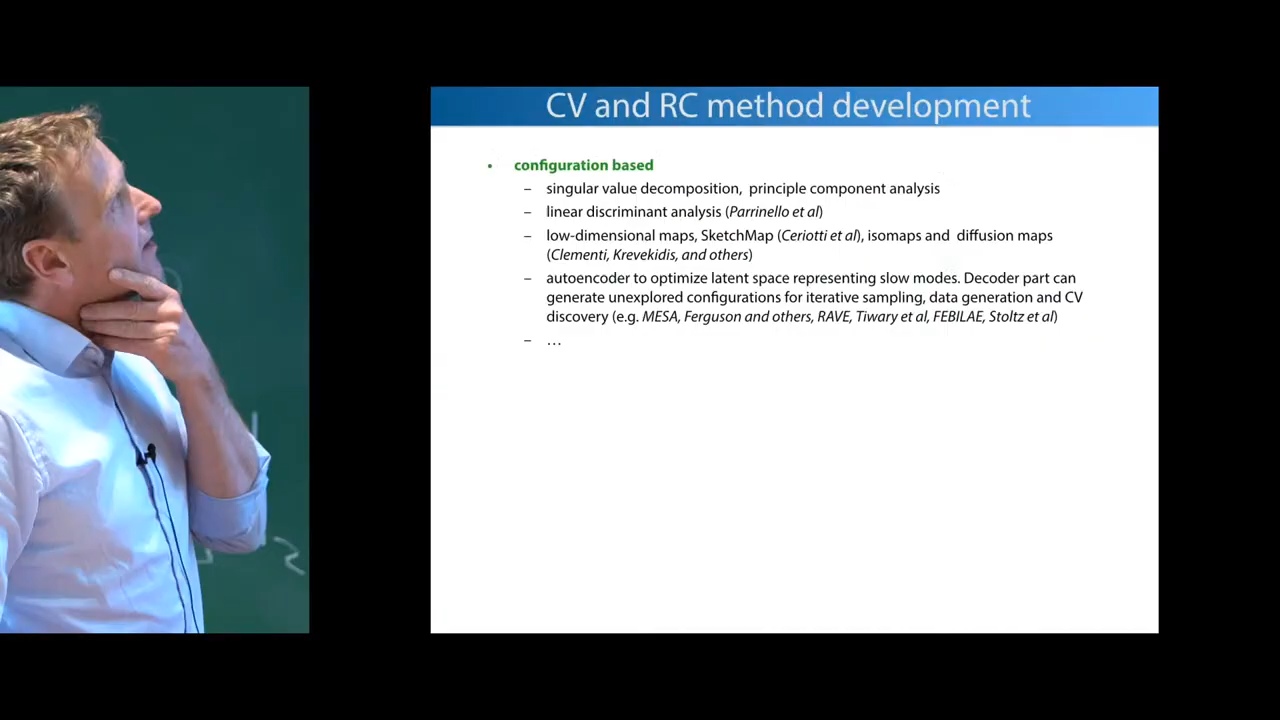 CV and RC method development
• configuration based
– singular value decomposition, principle component analysis
– linear discriminant analysis (Parrinello et al)
– low-dimensional maps, SketchMap (Ceriotti et al), isomaps and diffusion maps
(Clementi, Krevekidis, and others)
– autoencoder to optimize latent space representing slow modes. Decoder part can
generate unexplored configurations for iterative sampling, data generation and CV
discovery (e.g. MESA, Ferguson and others, RAVE, Tiwary et al, FEBILAE, Stoltz et al)
– …